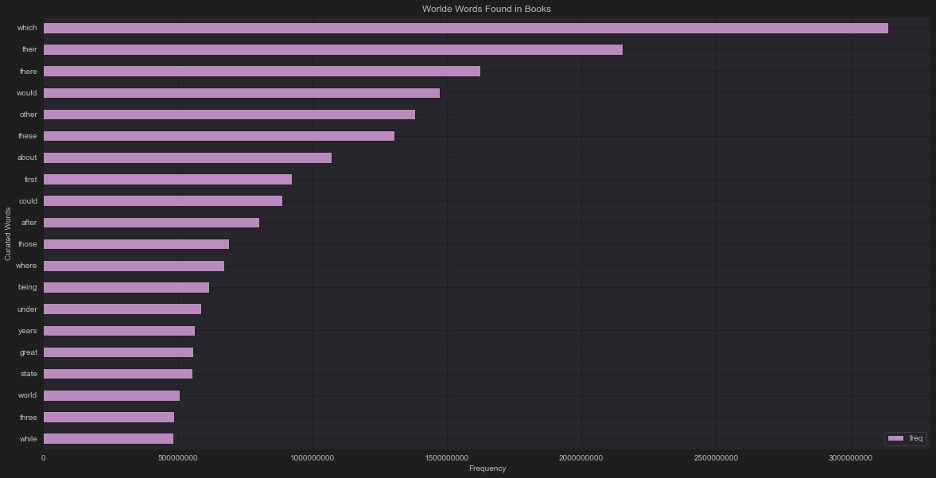 Worlde Words Found in Books
which
their
there
would
other
these
about
first
could
after
those
where
being
under
years
great
state
world
three
while
Curated Words
0 500000000 1000000000 1500000000 2000000000 2500000000 3000000000
Frequency
freq